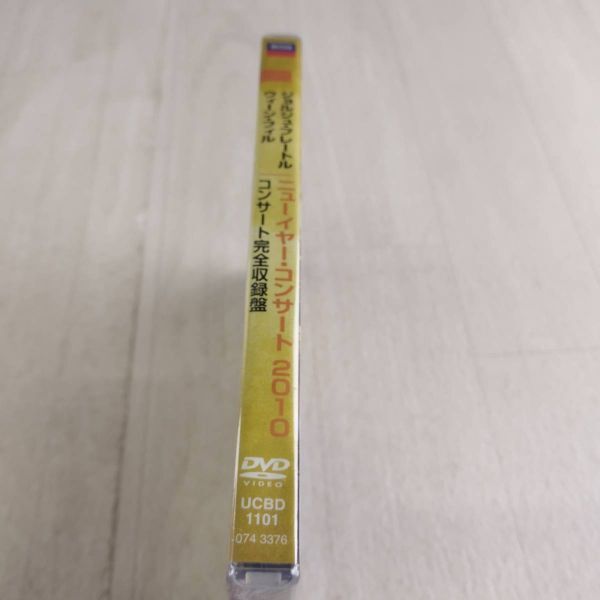 DECCA
ジョルジュ・プレートル
ウィーン・フィル
ニューイヤー・コンサート 2010
コンサート完全収録盤
DVD
VIDEO
UCBD
1101
074 3376